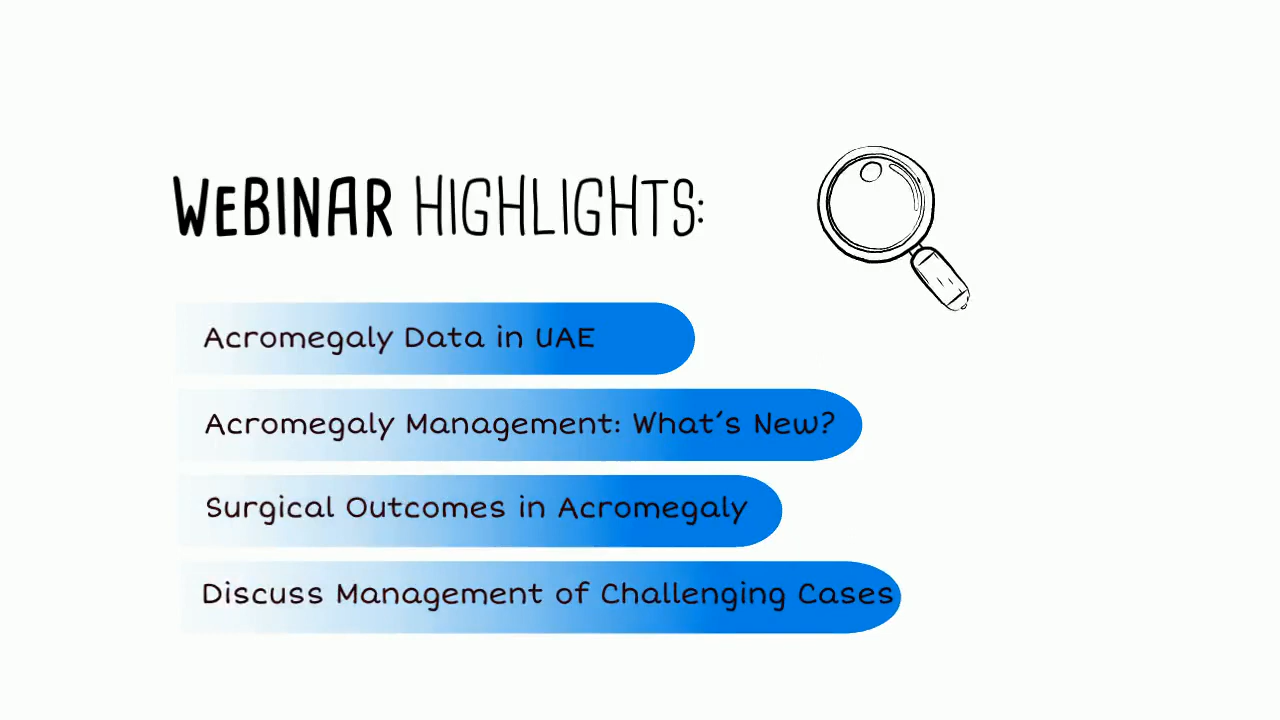 WEBINAR HIGHLIGHTS:
Acromegaly Data in UAE
Acromegaly Management: What's New?
Surgical Outcomes in Acromegaly
Discuss Management of Challenging Cases